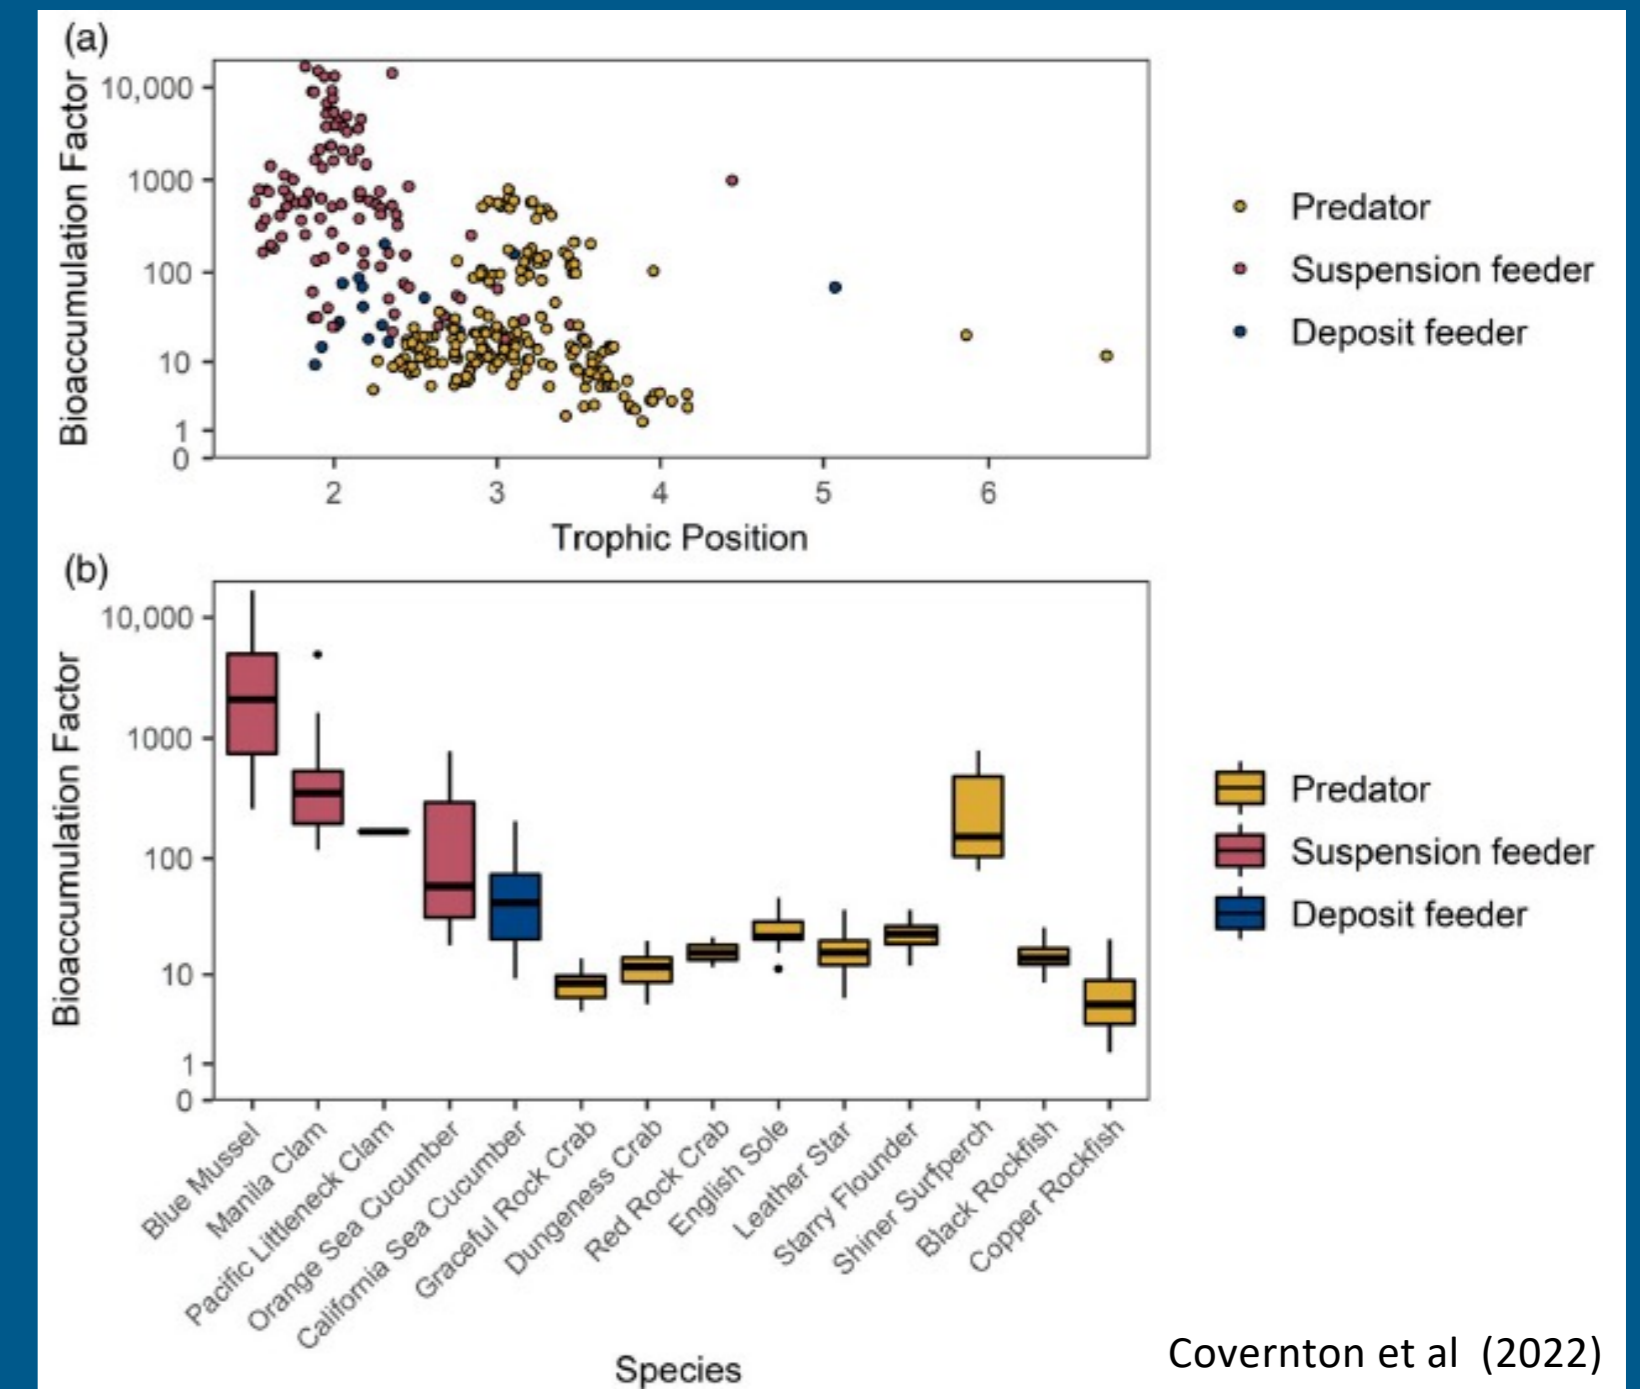 (a)
Bioaccumulation Factor
10,000
1000
100
10
1
0
2 3 4 5 6
Trophic Position
Predator
Suspension feeder
Deposit feeder
(b)
Bioaccumulation Factor
10,000
1000
100
10
1
0
Blue Mussel
Manila Clam
Pacific Littleneck Clam
Orange Sea Cucumber
California Sea Cucumber
Graceful Rock Crab
Dungeness Crab
Red Rock Crab
English Sole
Leather Star
Starry Flounder
Shiner Surfperch
Black Rockfish
Copper Rockfish
Species
Predator
Suspension feeder
Deposit feeder
Covernton et al (2022)